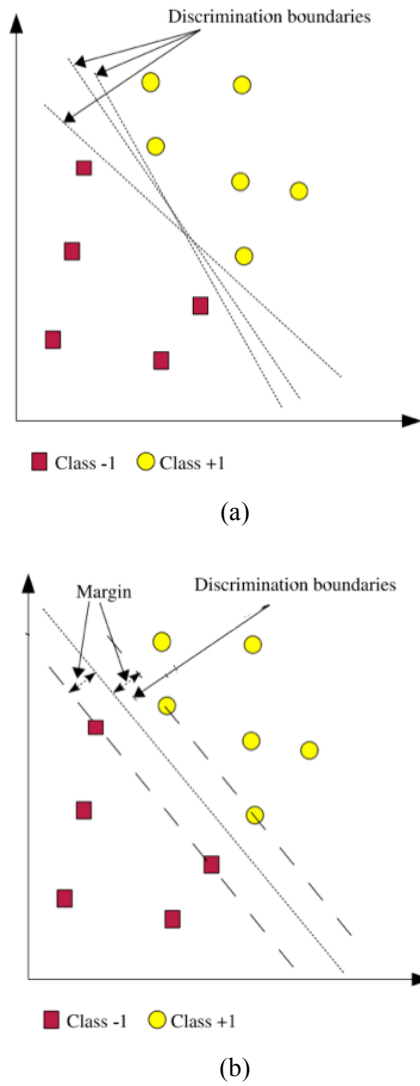 Discrimination boundaries
Class -1 Class +1
(a)
Margin
Discrimination boundaries
Class -1 Class +1
(b)